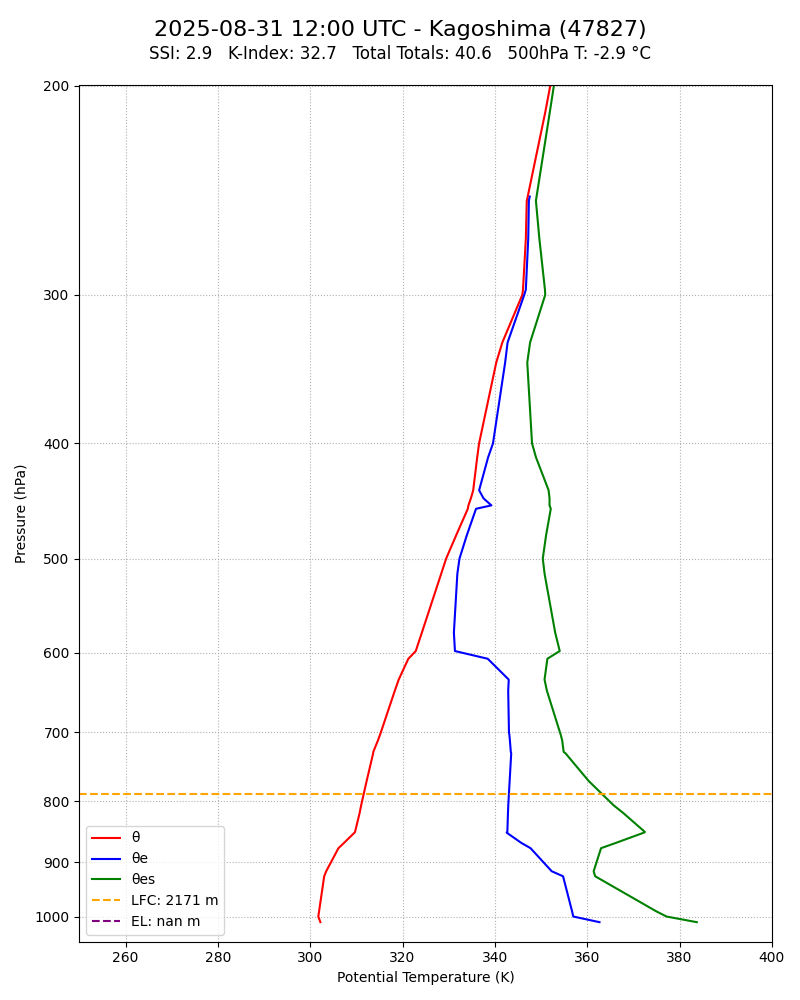 2025-08-31 12:00 UTC - Kagoshima (47827)
SSI: 2.9   K-Index: 32.7   Total Totals: 40.6   500hPa T: -2.9 °C
200
300
400
500
600
700
800
900
1000
Pressure (hPa)
θ
θe
θes
LFC: 2171 m
EL: nan m
260 280 300 320 340 360 380 400
Potential Temperature (K)